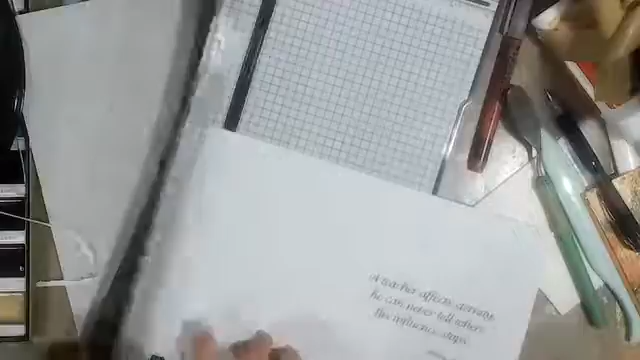 A teacher affects eternity;
he can never tell where
his influence stops.